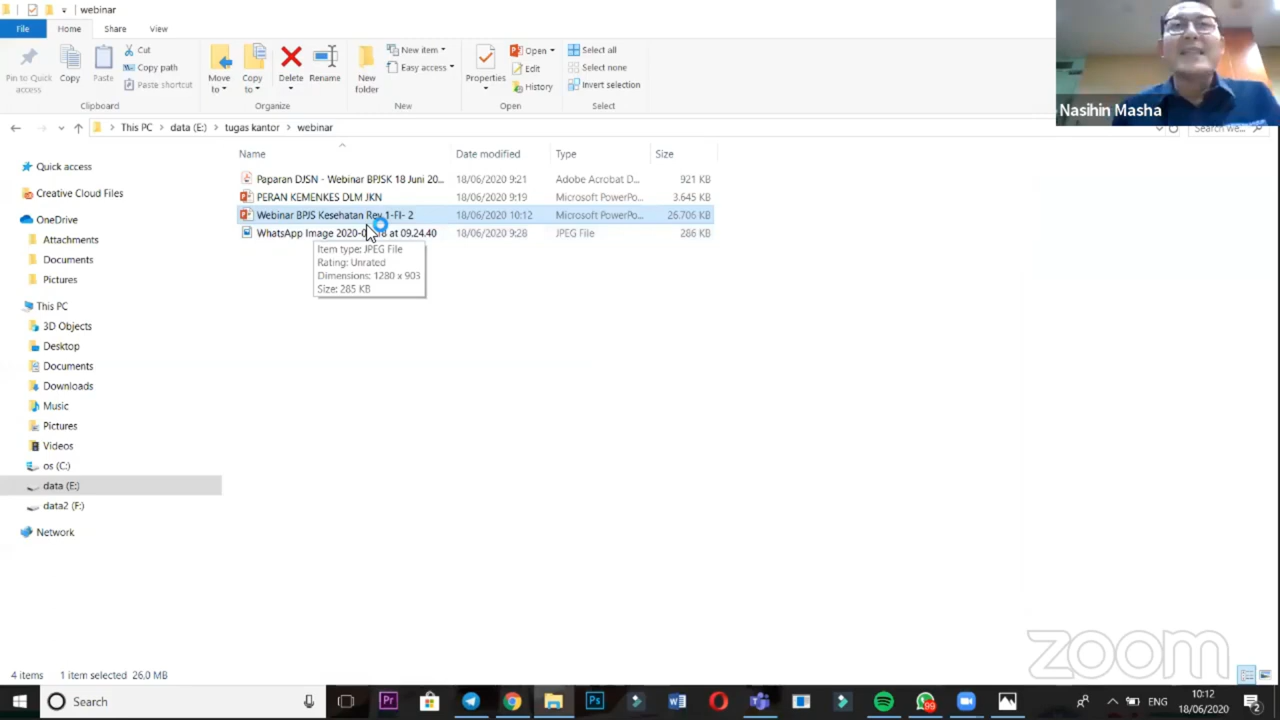 webinar
File Home Share View
Pin to Quick access
Copy
Paste
Cut
Copy path
Paste shortcut
Clipboard
Move to
Copy to
Delete
Rename
Organize
New folder
New item
Easy access
New
Properties
Open
Edit
History
Open
Select all
Select none
Invert selection
Select
Nasihin Masha
This PC data (E:) tugas kantor webinar
Search we...
Name Date modified Type Size
Paparan DJSN - Webinar BPJSK 18 Juni 20... 18/06/2020 9:21 Adobe Acrobat D... 921 KB
PERAN KEMENKES DLM JKN 18/06/2020 9:19 Microsoft PowerPo... 3.645 KB
Webinar BPJS Kesehatan Rev 1-FI- 2 18/06/2020 10:12 Microsoft PowerPo... 26.706 KB
WhatsApp Image at 09.24.40 18/06/2020 9:28 JPEG File 286 KB
Item type: JPEG File
Rating: Unrated
Dimensions: 1280 x 903
Size: 285 KB
Quick access
Creative Cloud Files
OneDrive
Attachments
Documents
Pictures
This PC
3D Objects
Desktop
Documents
Downloads
Music
Pictures
Videos
os (C:)
data (E:)
data2 (F:)
Network
zoom
4 items 1 item selected 26,0 MB
Search
Pr
Ps
99
ENG
10:12
18/06/2020
2